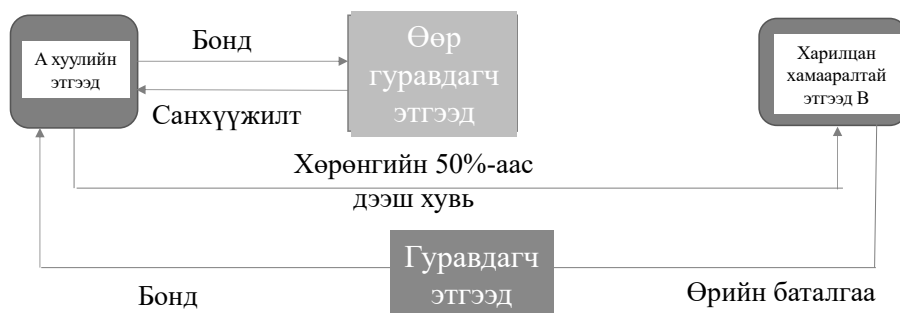 А хуулийн
этгээд
Бонд
Санхүүжилт
Өөр
гуравдагч
этгээд
Харилцан
хамааралтай
этгээд В
Хөрөнгийн 50%-аас
дээш хувь
Гуравдагч
этгээд
Бонд
Өрийн баталгаа